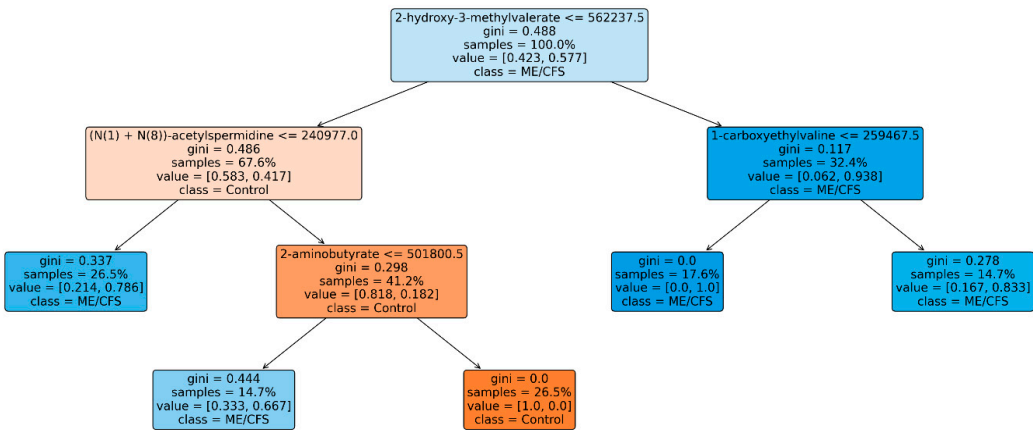 2-hydroxy-3-methylvalerate <= 562237.5
gini = 0.488
samples = 100.0%
value = [0.423, 0.577]
class = ME/CFS
(N(1) + N(8))-acetylspermidine <= 240977.0
gini = 0.486
samples = 67.6%
value = [0.583, 0.417]
class = Control
1-carboxyethylvaline <= 259467.5
gini = 0.117
samples = 32.4%
value = [0.062, 0.938]
class = ME/CFS
gini = 0.337
samples = 26.5%
value = [0.214, 0.786]
class = ME/CFS
2-aminobutyrate <= 501800.5
gini = 0.298
samples = 41.2%
value = [0.818, 0.182]
class = Control
gini = 0.0
samples = 17.6%
value = [0.0, 1.0]
class = ME/CFS
gini = 0.278
samples = 14.7%
value = [0.167, 0.833]
class = ME/CFS
gini = 0.444
samples = 14.7%
value = [0.333, 0.667]
class = ME/CFS
gini = 0.0
samples = 26.5%
value = [1.0, 0.0]
class = Control